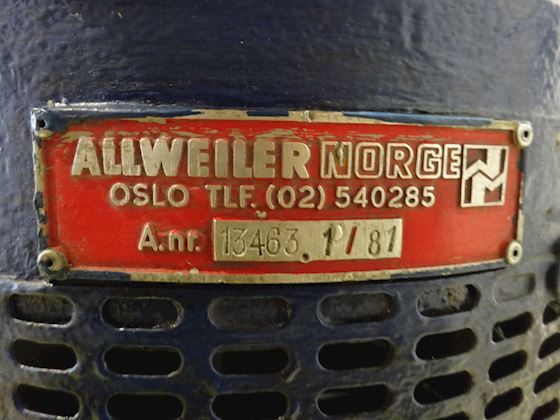 ALLWEILER NORGE
OSLO TLF. (02) 540285
A.nr. 13463.1/81